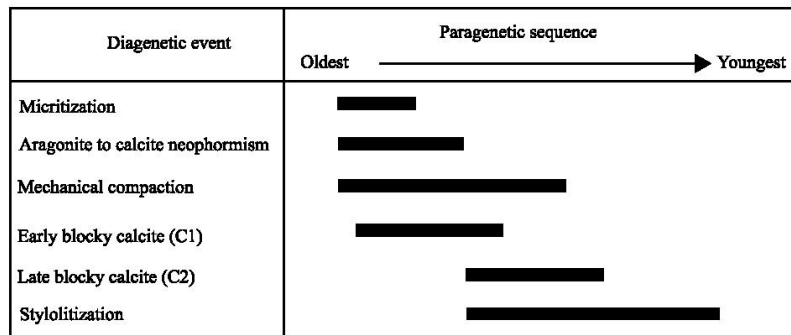 Diagenetic event
Paragenetic sequence
Oldest
Youngest
Micritization
Aragonite to calcite neophormism
Mechanical compaction
Early blocky calcite (C1)
Late blocky calcite (C2)
Stylolitization